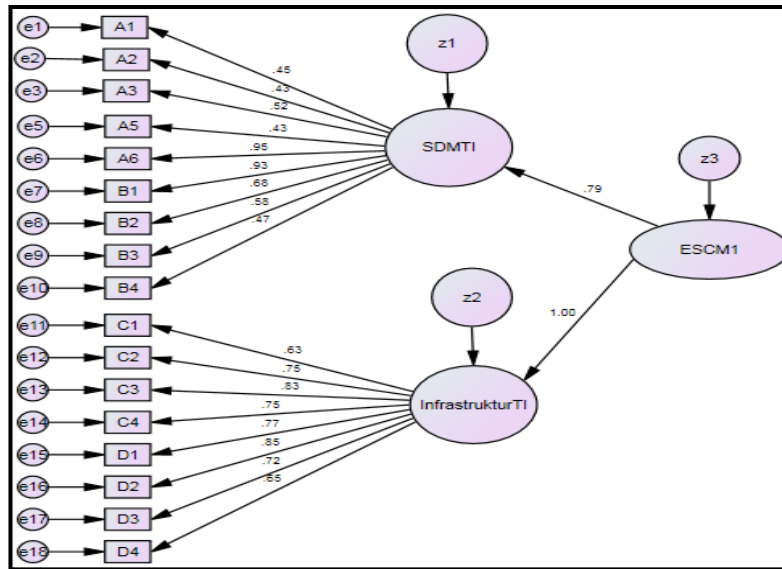 e1 A1
z1
e2 A2
.45
e3 A3
.43
.52
e5 A5
.43
SDMTI
e6 A6
.95
z3
e7 B1
.93
e8 B2
.68
.79
e9 B3
.58
ESCM1
e10 B4
.47
z2
e11 C1
1.00
e12 C2
.63
.75
e13 C3
.83
InfrastrukturTI
e14 C4
.75
e15 D1
.77
e16 D2
.85
.72
e17 D3
.65
e18 D4